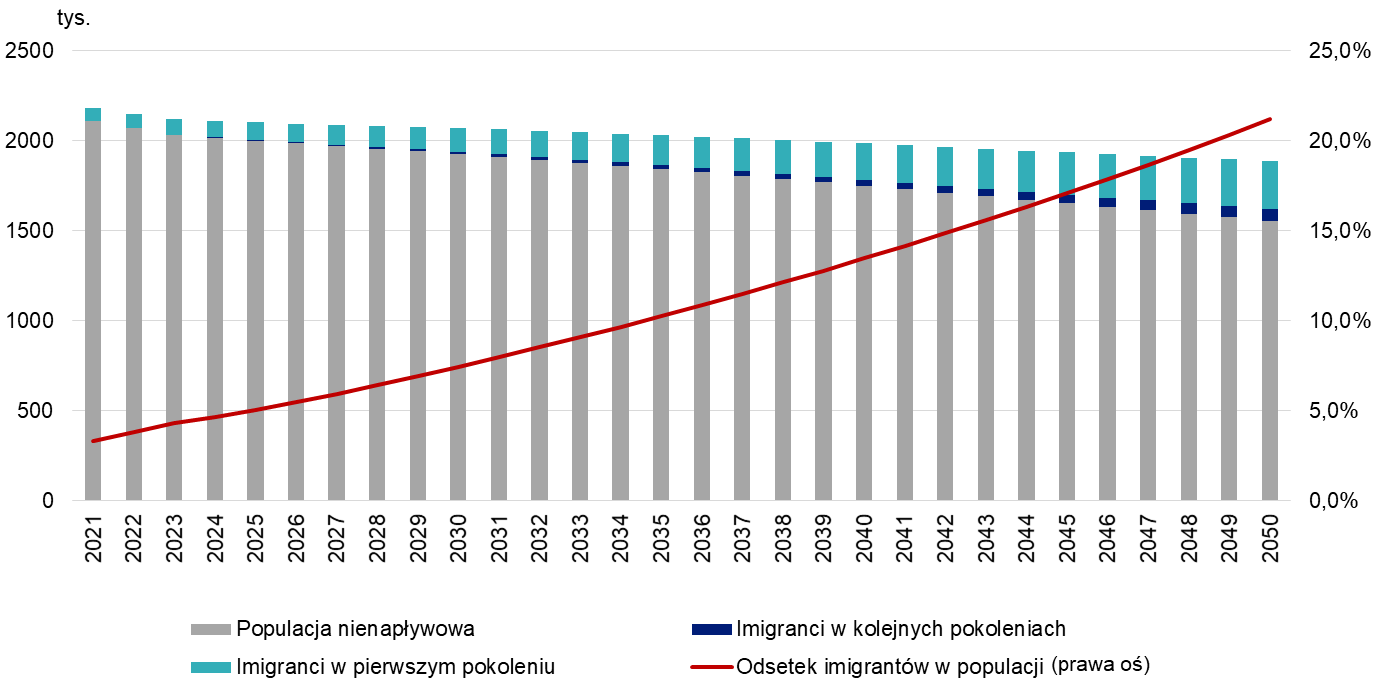 tys.
2500 25,0%
2000 20,0%
1500 15,0%
1000 10,0%
500 5,0%
0 0,0%
2021 2022 2023 2024 2025 2026 2027 2028 2029 2030 2031 2032 2033 2034 2035 2036 2037 2038 2039 2040 2041 2042 2043 2044 2045 2046 2047 2048 2049 2050
Populacja nienapływowa Imigranci w kolejnych pokoleniach
Imigranci w pierwszym pokoleniu Odsetek imigrantów w populacji (prawa oś)